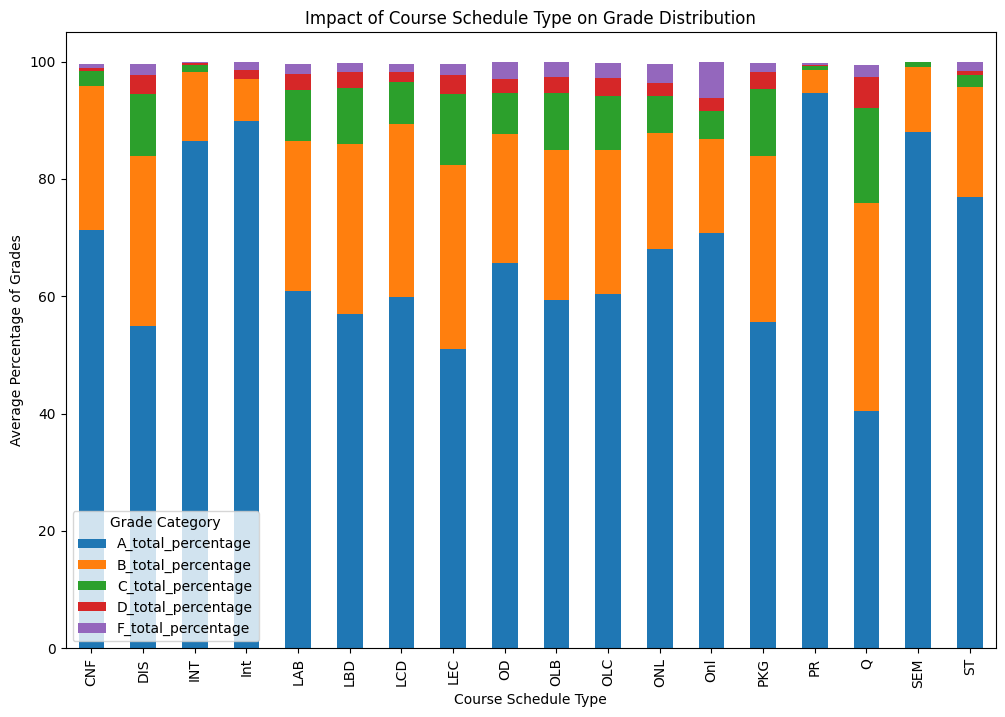 Impact of Course Schedule Type on Grade Distribution
Average Percentage of Grades
100
80
60
40
20
0
Grade Category
A_total_percentage
B_total_percentage
C_total_percentage
D_total_percentage
F_total_percentage
CNF
DIS
INT
Int
LAB
LBD
LCD
LEC
OD
OLB
OLC
ONL
Onl
PKG
PR
Q
SEM
ST
Course Schedule Type